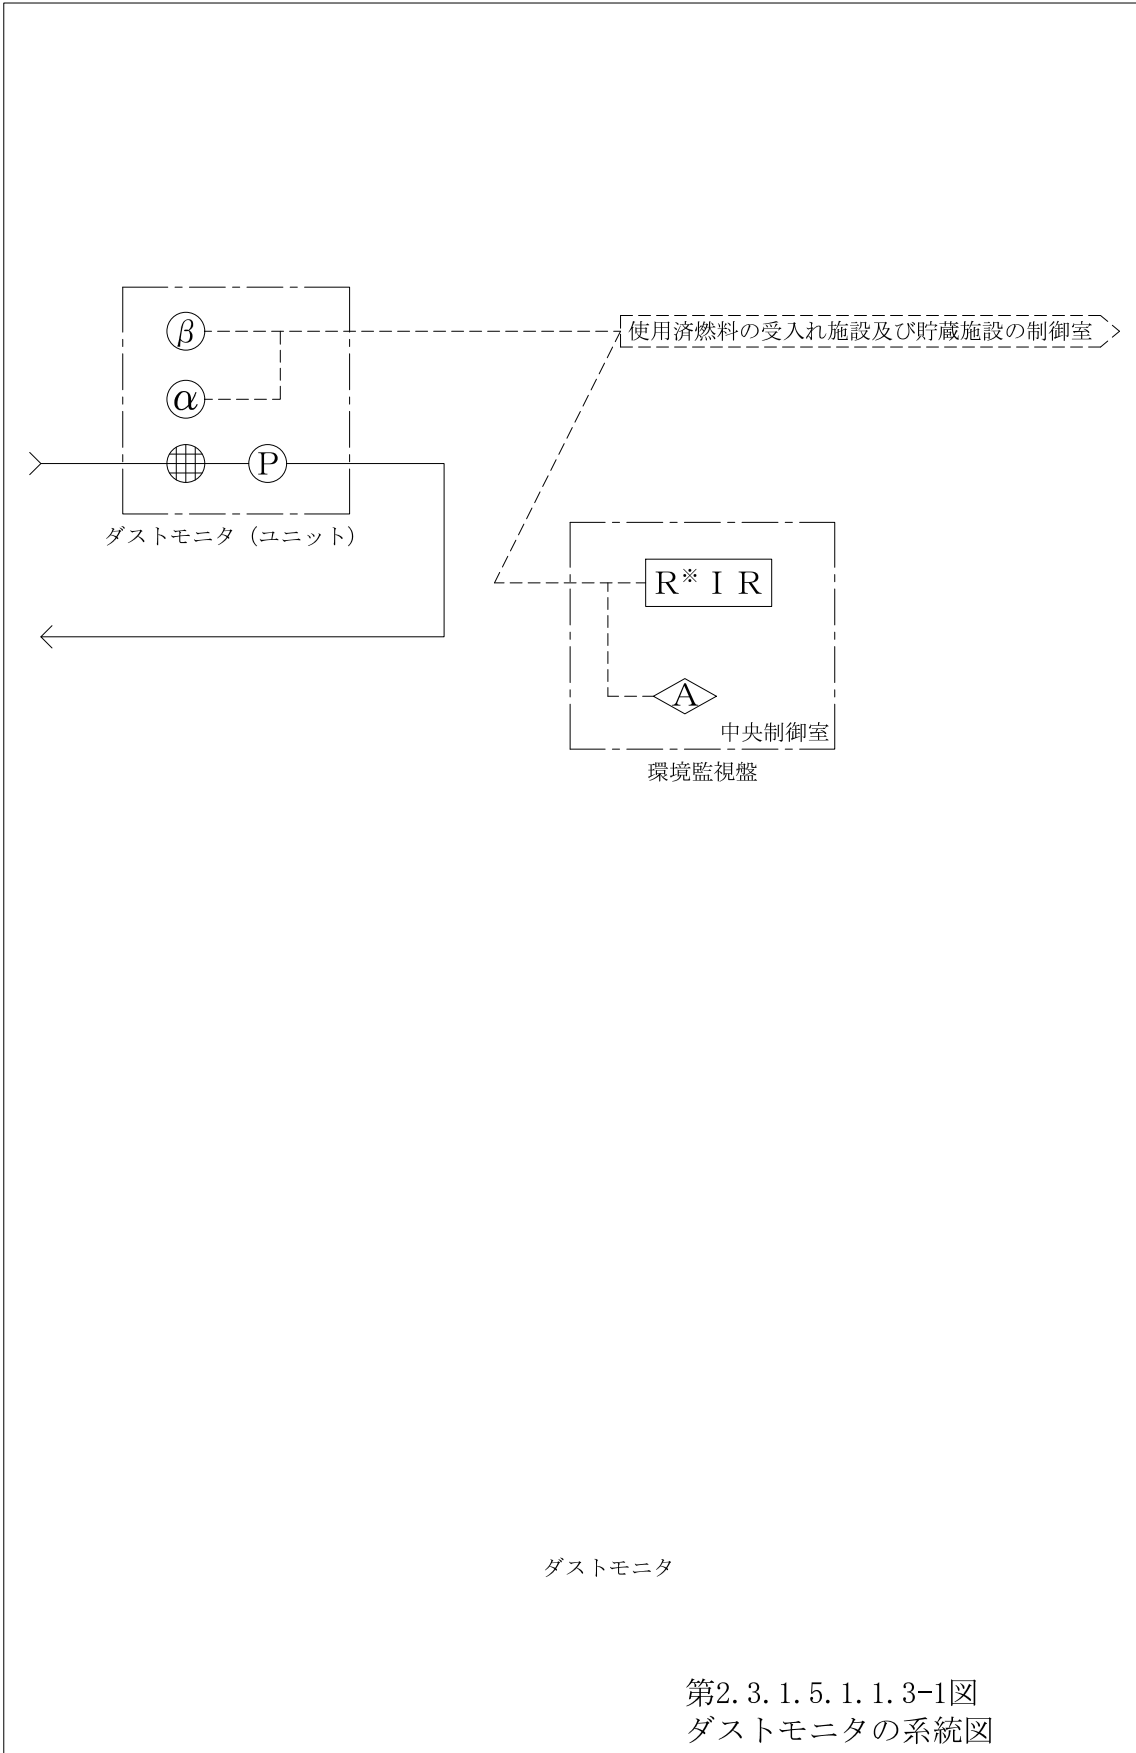 β
使用済燃料の受入れ施設及び貯蔵施設の制御室
α
P
ダストモニタ（ユニット）
R※ I R
A
中央制御室
環境監視盤
ダストモニタ
第2.3.1.5.1.1.3-1図
ダストモニタの系統図